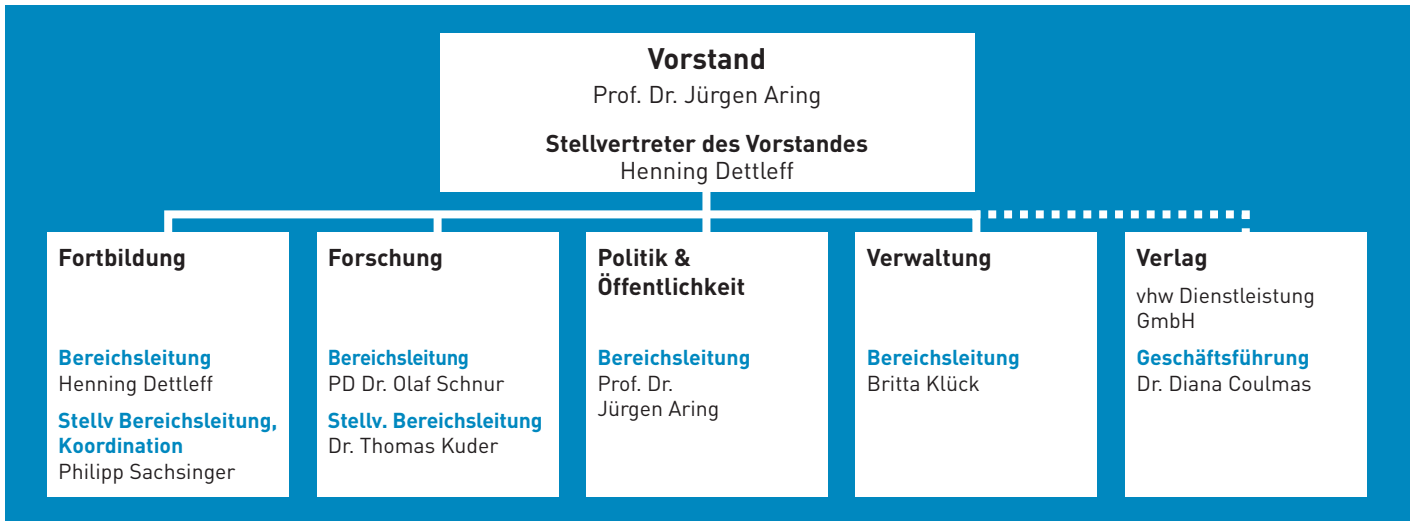 Vorstand
Prof. Dr. Jürgen Aring
Stellvertreter des Vorstandes
Henning Dettleff
Fortbildung
Bereichsleitung
Henning Dettleff
Stellv Bereichsleitung,
Koordination
Philipp Sachsinger
Forschung
Bereichsleitung
PD Dr. Olaf Schnur
Stellv. Bereichsleitung
Dr. Thomas Kuder
Politik &
Öffentlichkeit
Bereichsleitung
Prof. Dr.
Jürgen Aring
Verwaltung
Bereichsleitung
Britta Klück
Verlag
vhw Dienstleistung
GmbH
Geschäftsführung
Dr. Diana Coulmas